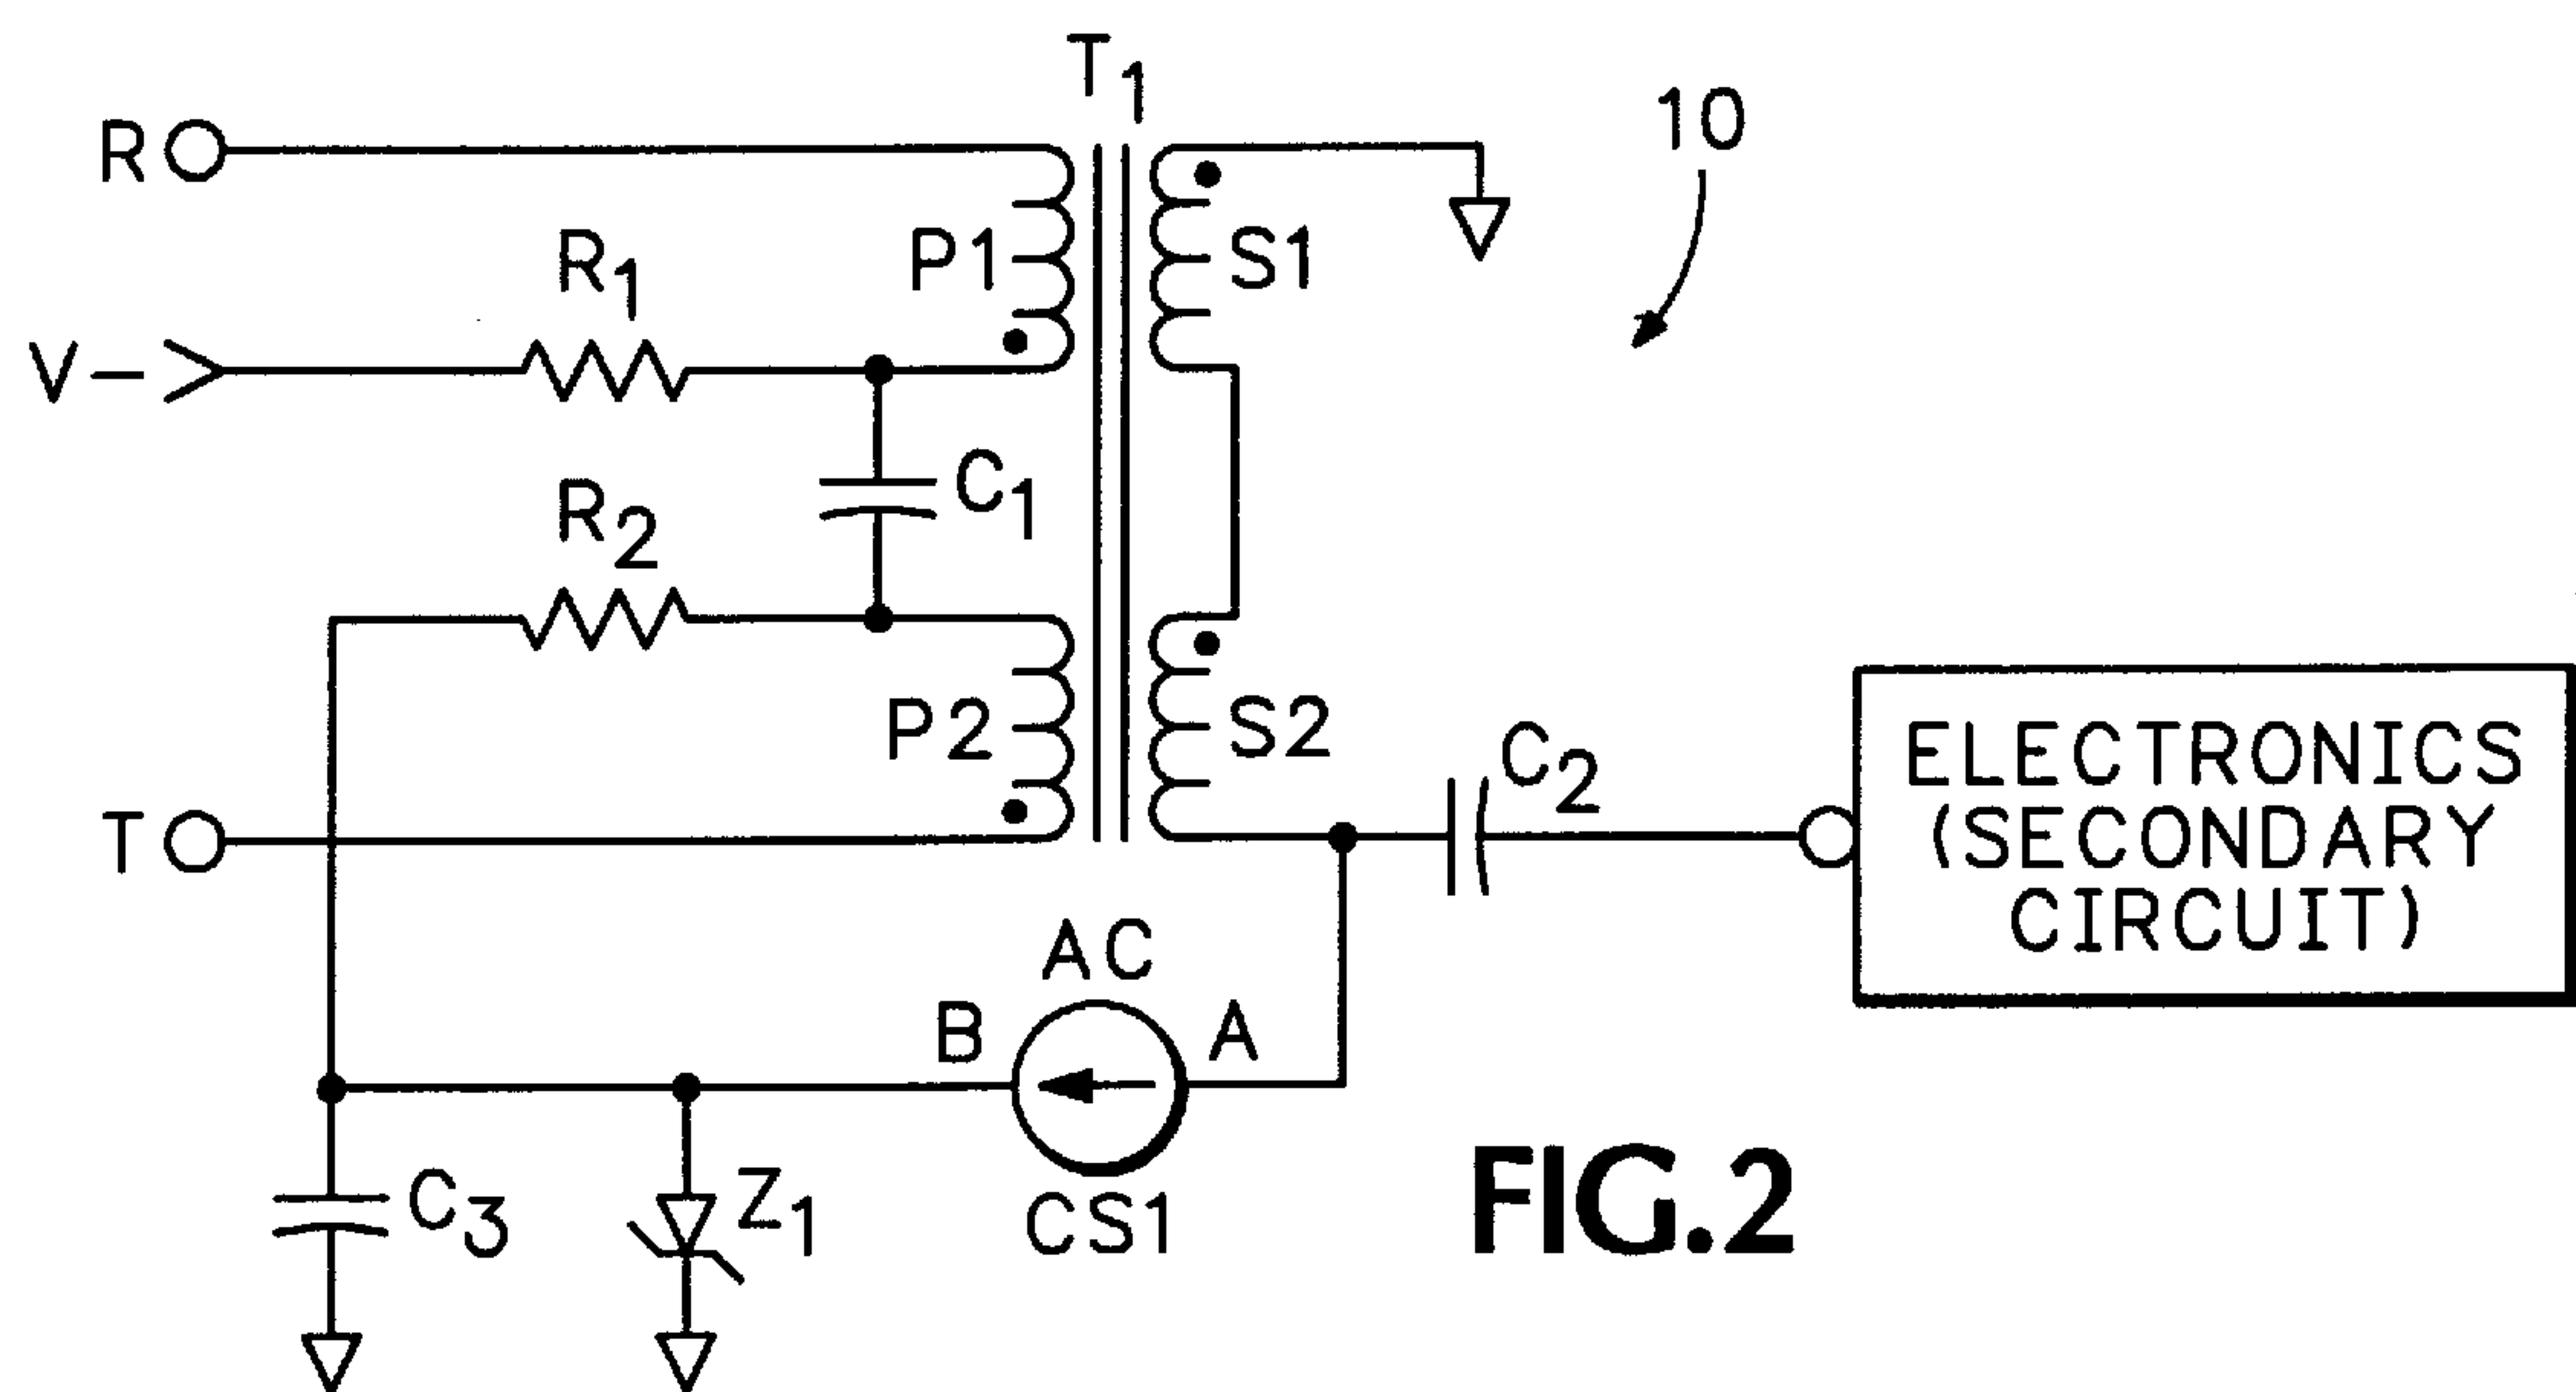 T1
R
10
P1
S1
R1
V-
C1
R2
P2
S2
C2
T
ELECTRONICS
(SECONDARY
CIRCUIT)
AC
B
A
C3
Z1
CS1
FIG.2